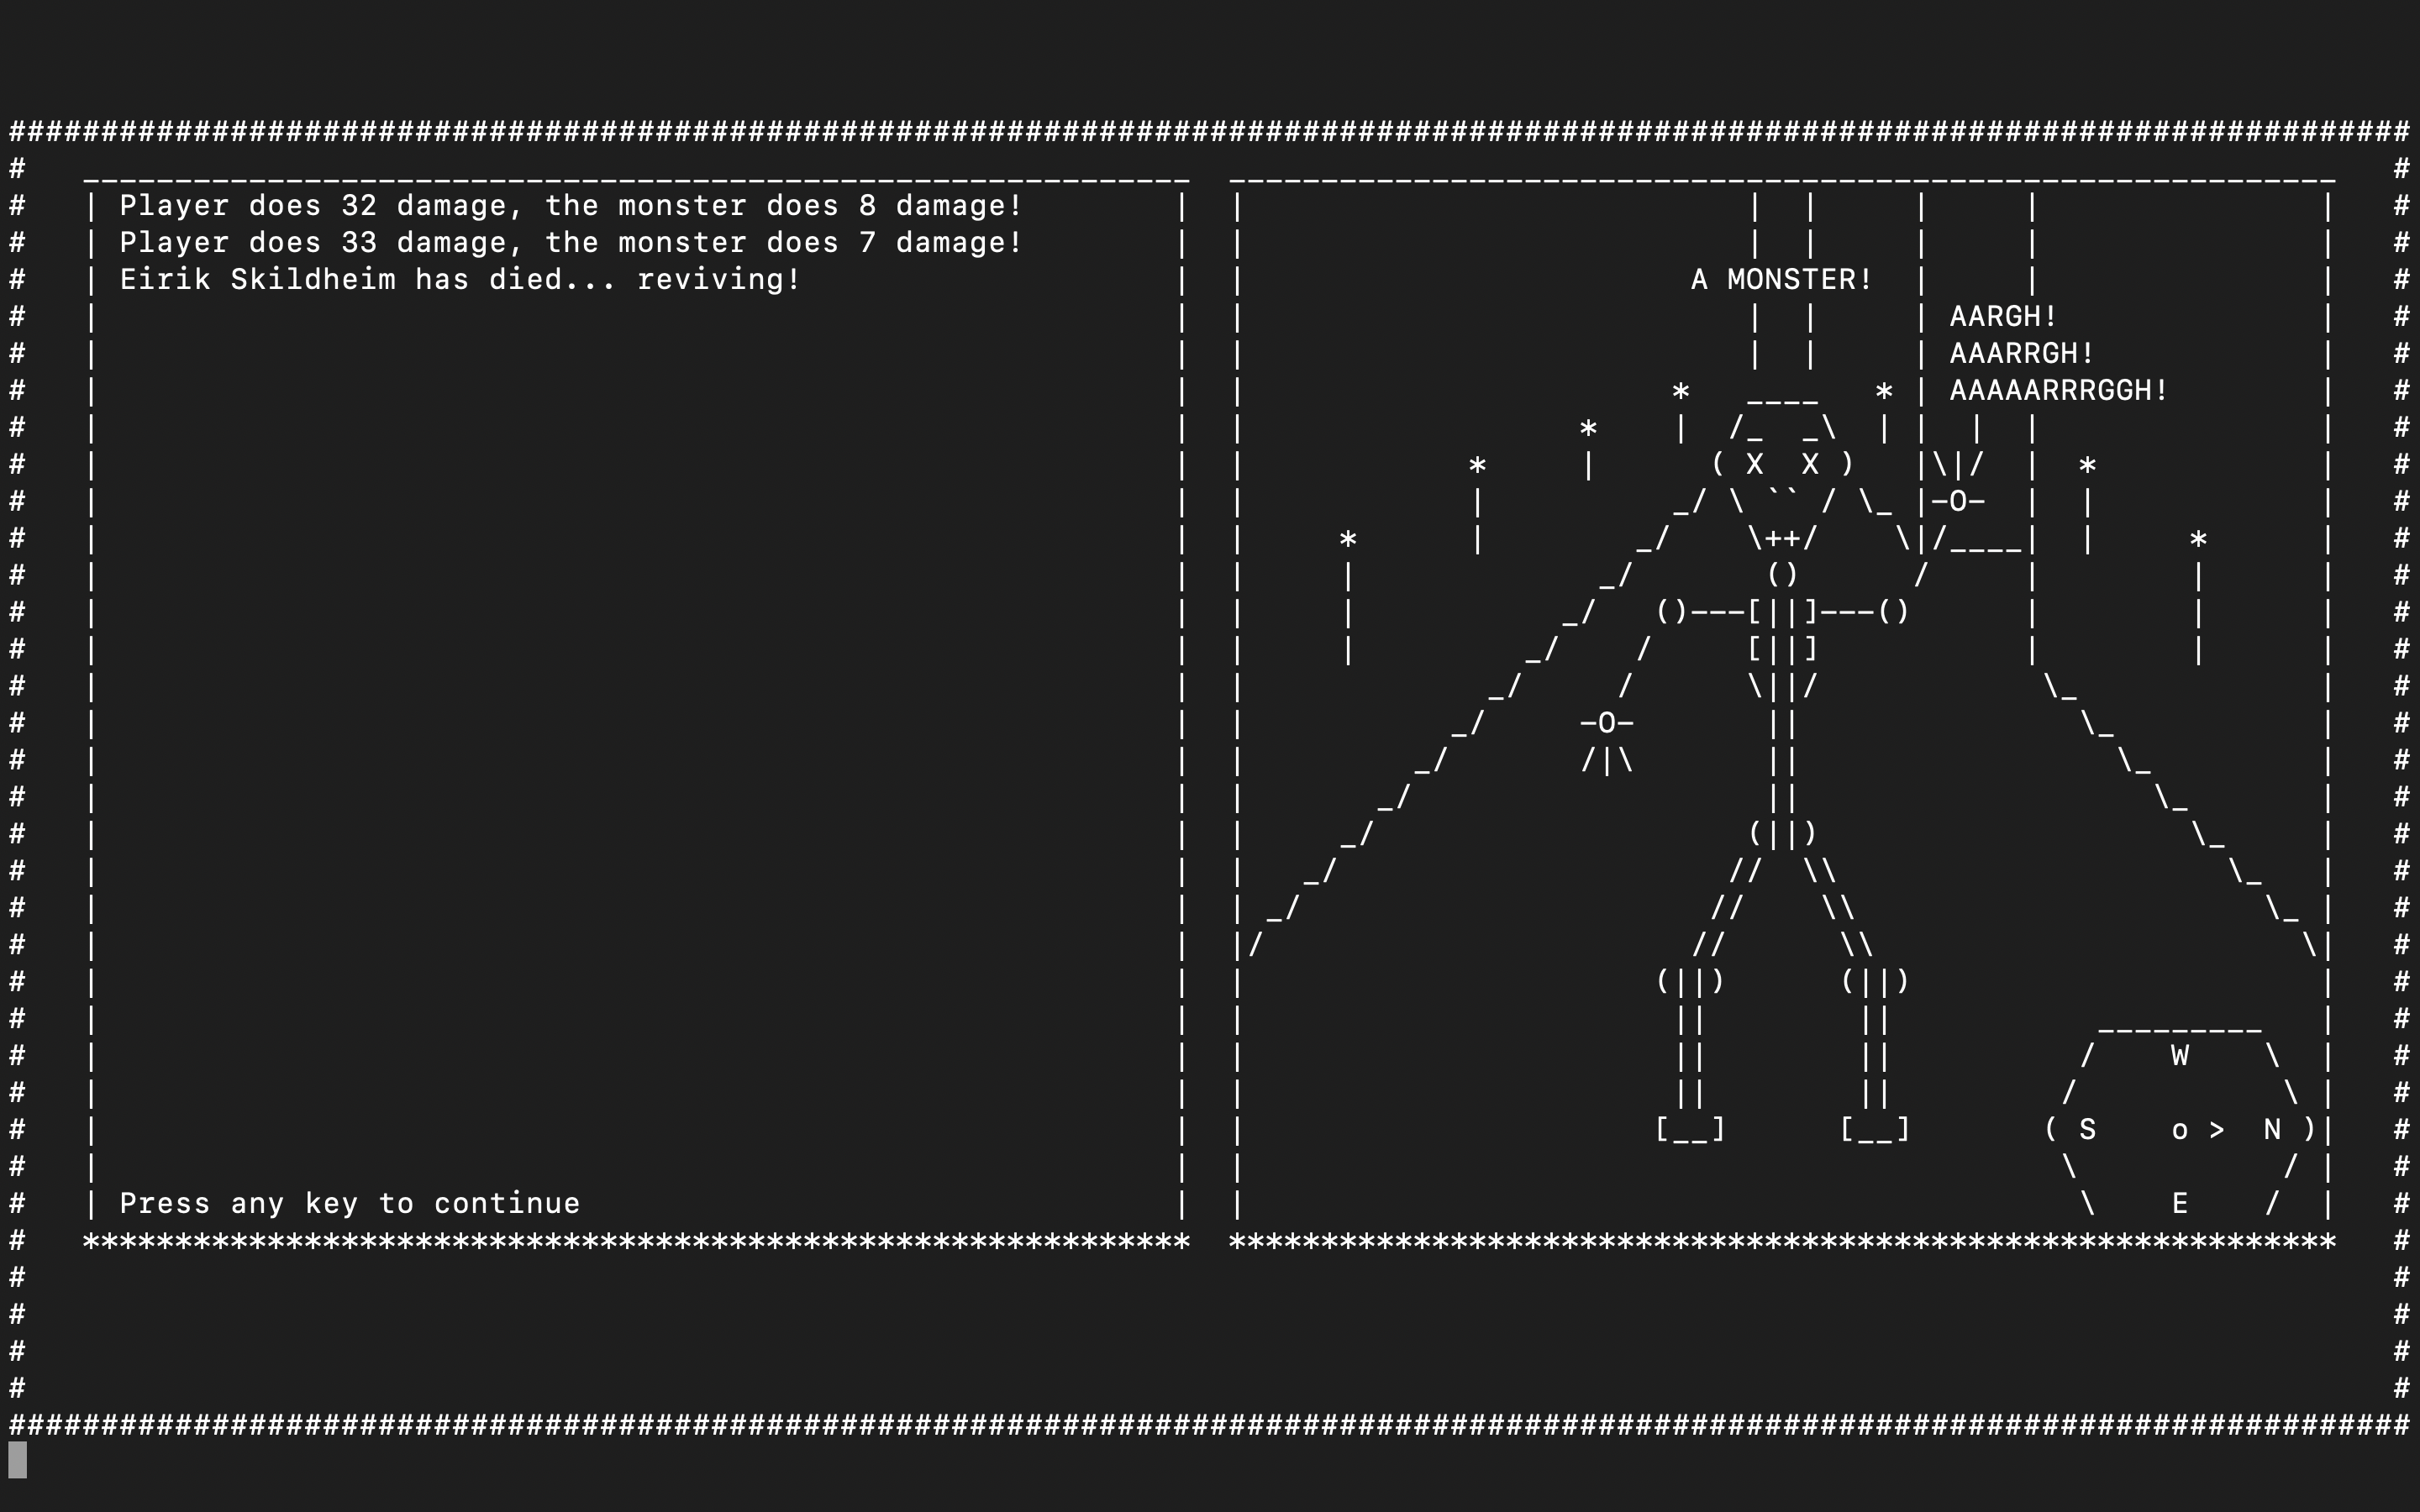 Player does 32 damage, the monster does 8 damage!
Player does 33 damage, the monster does 7 damage!
Eirik Skildheim has died... reviving!
Press any key to continue
A MONSTER!
AARGH!
AAARRGH!
AAAAARRRGGH!
W
S o > N
E